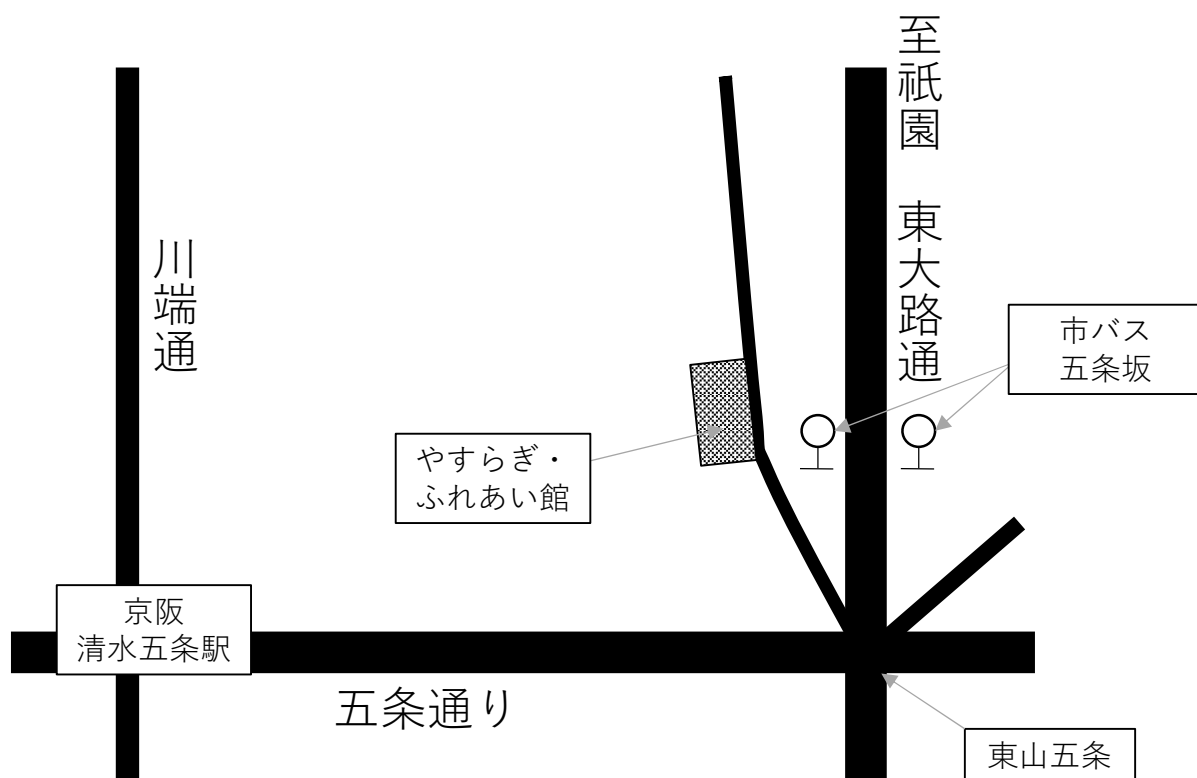 至祇園　東大路通
川端通
市バス
五条坂
やすらぎ・
ふれあい館
京阪
清水五条駅
五条通り
東山五条